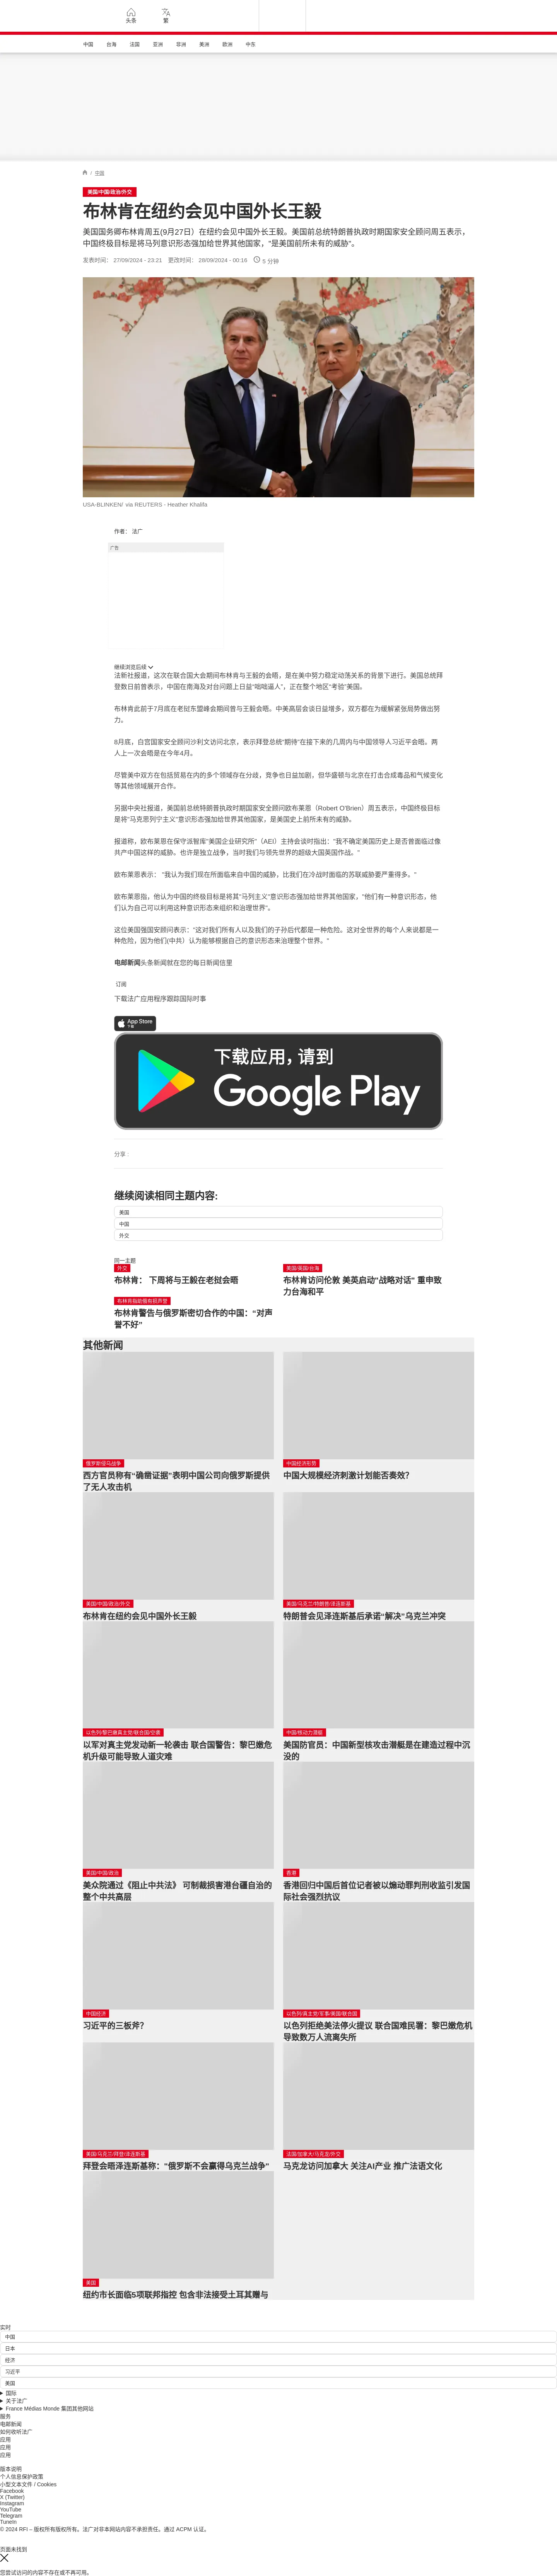 头条
繁
中国
台海
法国
亚洲
非洲
美洲
欧洲
中东
/ 中国
美国/中国/政治/外交
布林肯在纽约会见中国外长王毅
美国国务卿布林肯周五(9月27日）在纽约会见中国外长王毅。美国前总统特朗普执政时期国家安全顾问周五表示，
中国终极目标是将马列意识形态强加给世界其他国家，“是美国前所未有的威胁”。
发表时间： 27/09/2024 - 23:21 更改时间： 28/09/2024 - 00:16 5 分钟
USA-BLINKEN/ via REUTERS - Heather Khalifa
作者： 法广
广告
继续浏览后续
法新社报道，这次在联合国大会期间布林肯与王毅的会晤，是在美中努力稳定动荡关系的背景下进行。美国总统拜
登数日前曾表示，中国在南海及对台问题上日益"咄咄逼人"，正在整个地区"考验"美国。
布林肯此前于7月底在老挝东盟峰会期间曾与王毅会晤。中美高层会谈日益增多，双方都在为缓解紧张局势做出努
力。
8月底，白宫国家安全顾问沙利文访问北京，表示拜登总统"期待"在接下来的几周内与中国领导人习近平会晤。两
人上一次会晤是在今年4月。
尽管美中双方在包括贸易在内的多个领域存在分歧，竞争也日益加剧，但华盛顿与北京在打击合成毒品和气候变化
等其他领域展开合作。
另据中央社报道，美国前总统特朗普执政时期国家安全顾问欧布莱恩（Robert O'Brien）周五表示，中国终极目标
是将"马克思列宁主义"意识形态强加给世界其他国家，是美国史上前所未有的威胁。
报道称，欧布莱恩在保守派智库"美国企业研究所"（AEI）主持会谈时指出："我不确定美国历史上是否曾面临过像
共产中国这样的威胁。也许是独立战争，当时我们与领先世界的超级大国英国作战。"
欧布莱恩表示： "我认为我们现在所面临来自中国的威胁，比我们在冷战时面临的苏联威胁要严重得多。"
欧布莱恩指，他认为中国的终极目标是将其"马列主义"意识形态强加给世界其他国家，"他们有一种意识形态，他
们认为自己可以利用这种意识形态来组织和治理世界"。
这位美国强国安顾问表示："这对我们所有人以及我们的子孙后代都是一种危险。这对全世界的每个人来说都是一
种危险，因为他们(中共）认为能够根据自己的意识形态来治理整个世界。"
电邮新闻头条新闻就在您的每日新闻信里
订阅
下载法广应用程序跟踪国际时事
App Store
下载
下载应用，请到
Google Play
分享 :
继续阅读相同主题内容:
美国
中国
外交
同一主题
外交
布林肯： 下周将与王毅在老挝会晤
美国/英国/台海
布林肯访问伦敦 美英启动"战略对话" 重申致
力台海和平
布林肯警告与俄罗斯密切合作的中国：“对声
誉不好”
其他新闻
俄罗斯侵乌战争
西方官员称有“确凿证据”表明中国公司向俄罗斯提供
了无人攻击机
中国经济形势
中国大规模经济刺激计划能否奏效？
美国/中国/政治/外交
布林肯在纽约会见中国外长王毅
美国/乌克兰/特朗普/泽连斯基
特朗普会见泽连斯基后承诺“解决”乌克兰冲突
以色列/黎巴嫩真主党/联合国/空袭
以军对真主党发动新一轮袭击 联合国警告：黎巴嫩危
机升级可能导致人道灾难
中国/核动力潜艇
美国防官员：中国新型核攻击潜艇是在建造过程中沉
没的
美国/中国/政治
美众院通过《阻止中共法》 可制裁损害港台疆自治的
整个中共高层
香港
香港回归中国后首位记者被以煽动罪判刑收监引发国
际社会强烈抗议
中国经济
习近平的三板斧？
以色列/真主党/军事/美国/联合国
以色列拒绝美法停火提议 联合国难民署：黎巴嫩危机
导致数万人流离失所
美国/乌克兰/拜登/泽连斯基
拜登会晤泽连斯基称：“俄罗斯不会赢得乌克兰战争”
法国/加拿大/马克龙/外交
马克龙访问加拿大 关注AI产业 推广法语文化
美国
纽约市长面临5项联邦指控 包含非法接受土耳其赠与
实时
中国
日本
经济
习近平
美国
国际
关于法广
France Médias Monde 集团其他网站
服务
电邮新闻
如何收听法广
应用
应用
应用
版本说明
个人信息保护政策
小型文本文件 / Cookies
Facebook
X (Twitter)
Instagram
YouTube
Telegram
TuneIn
© 2024 RFI – 版权所有版权所有。法广对非本网站内容不承担责任。通过 ACPM 认证。
页面未找到
您尝试访问的内容不存在或不再可用。